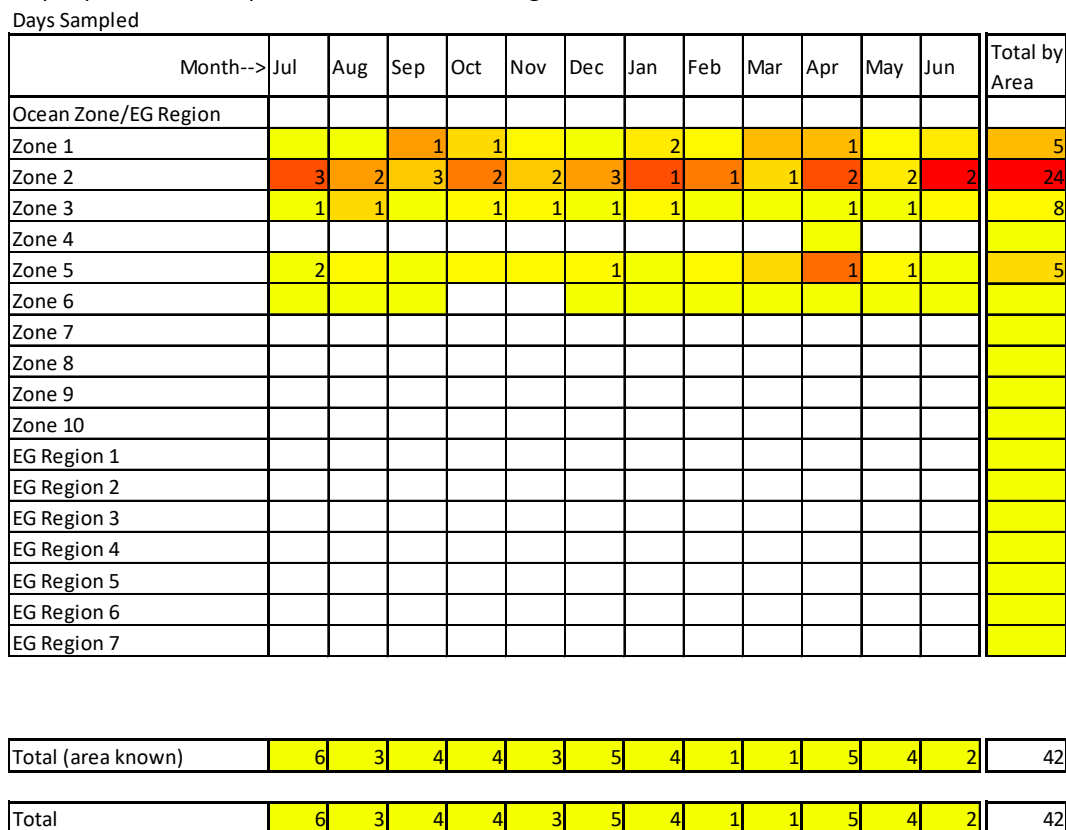 Days Sampled
Month--> Jul Aug Sep Oct Nov Dec Jan Feb Mar Apr May Jun Total by Area
Ocean Zone/EG Region
Zone 1 1 1 2 1 5
Zone 2 3 2 3 2 2 3 1 1 1 2 2 2 24
Zone 3 1 1 1 1 1 1 1 1 8
Zone 4
Zone 5 2 1 1 1 5
Zone 6
Zone 7
Zone 8
Zone 9
Zone 10
EG Region 1
EG Region 2
EG Region 3
EG Region 4
EG Region 5
EG Region 6
EG Region 7
Total (area known) 6 3 4 4 3 5 4 1 1 5 4 2 42
Total 6 3 4 4 3 5 4 1 1 5 4 2 42